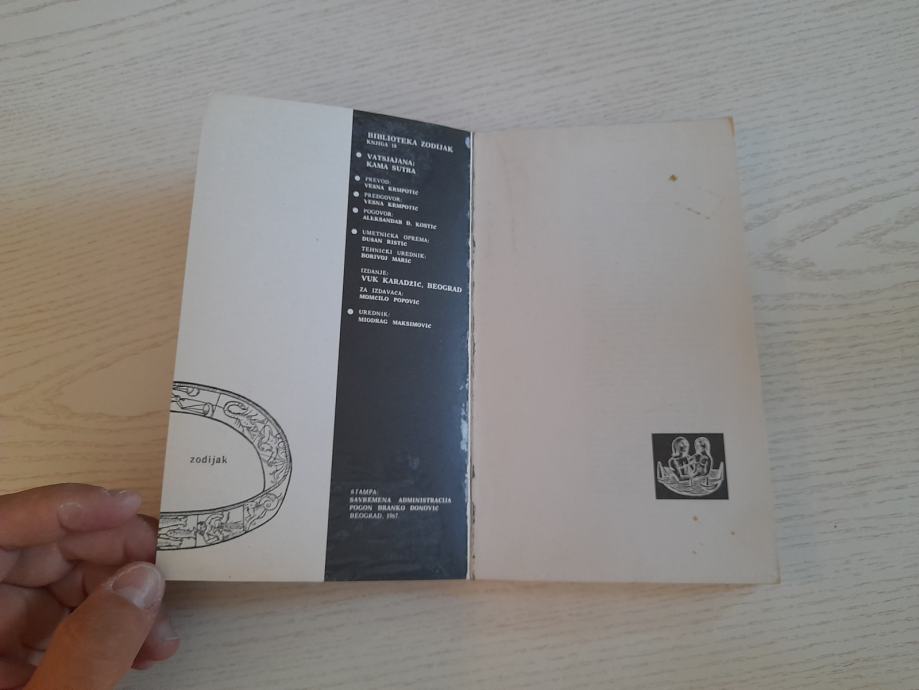 BIBLIOTEKA ZODIJAK
KNJIGA 18
VATSJAJANA:
KAMA SUTRA
PREVOD:
VESNA KRMPOTIĆ
PREDGOVOR:
VESNA KRMPOTIĆ
POGOVOR:
ALEKSANDAR Đ. KOSTIĆ
UMETNIČKA OPREMA:
DUŠAN RISTIĆ
TEHNIČKI UREDNIK:
BORIVOJ MARIĆ
IZDANJE:
VUK KARADŽIĆ, BEOGRAD
ZA IZDAVAČA:
MOMČILO POPOVIĆ
UREDNIK:
MIODRAG MAKSIMOVIĆ
zodijak
ŠTAMPA:
SAVREMENA ADMINISTRACIJA
POGON BRANKO ĐONOVIĆ
BEOGRAD, 1967.